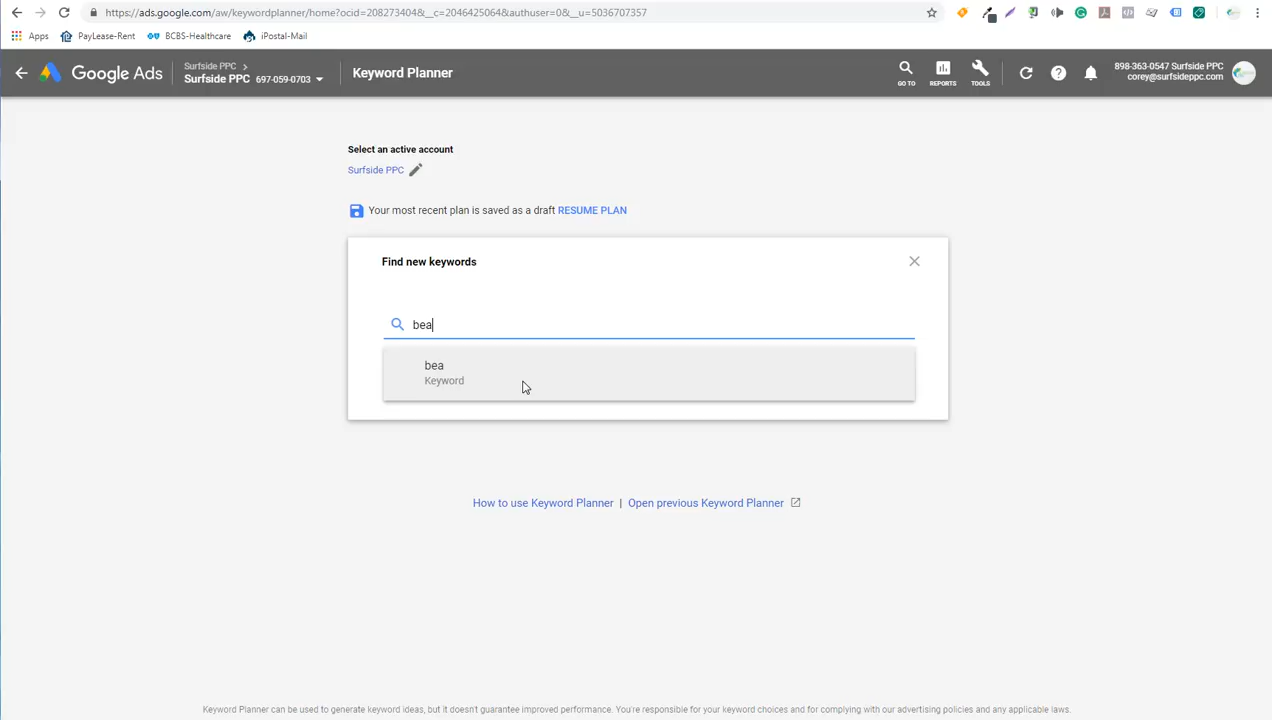 https://ads.google.com/aw/keywordplanner/home?ocid=208273404&__c=2046425064&authuser=0&__u=5036707357
Apps PayLease-Rent BCBS-Healthcare iPostal-Mail
Google Ads
Surfside PPC >
Surfside PPC 697-059-0703
Keyword Planner
GO TO REPORTS TOOLS
898-363-0547 Surfside PPC
corey@surfsideppc.com
Select an active account
Surfside PPC
Your most recent plan is saved as a draft RESUME PLAN
Find new keywords
bea
bea
Keyword
How to use Keyword Planner | Open previous Keyword Planner
Keyword Planner can be used to generate keyword ideas, but it doesn't guarantee improved performance. You're responsible for your keyword choices and for complying with our advertising policies and any applicable laws.